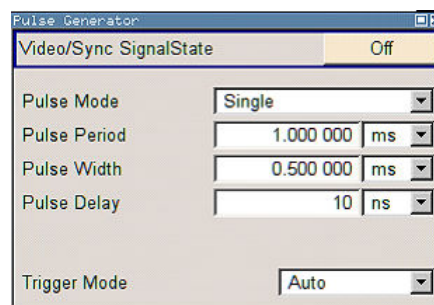 Pulse Generator
Video/Sync SignalState Off
Pulse Mode Single
Pulse Period 1.000 000 ms
Pulse Width 0.500 000 ms
Pulse Delay 10 ns
Trigger Mode Auto